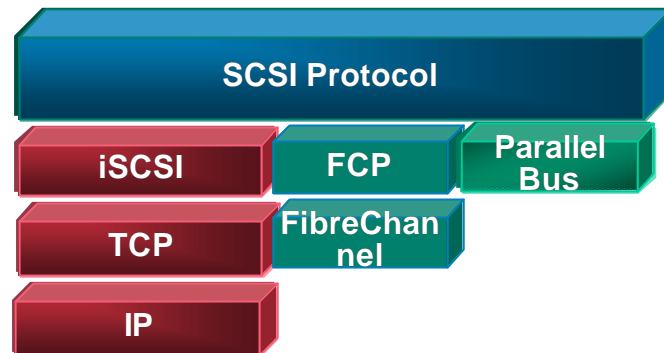 SCSI Protocol
iSCSI
FCP
Parallel
Bus
TCP
FibreChan
nel
IP